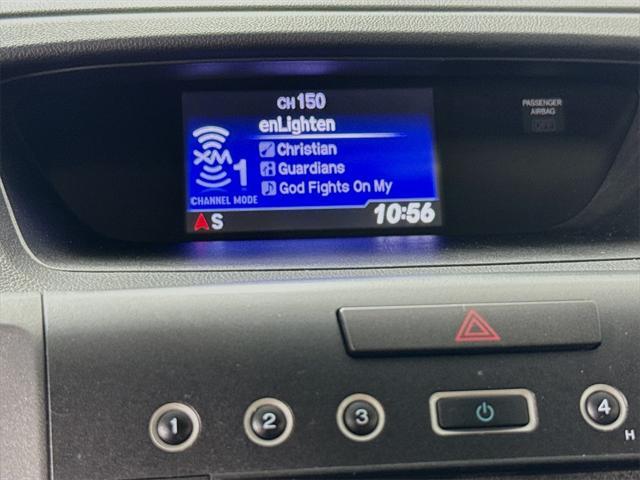 CH 150
enLighten
PASSENGER
AIRBAG
OFF
Christian
XM
1
Guardians
God Fights On My
CHANNEL MODE
S
10:56
1
2
3
4
H